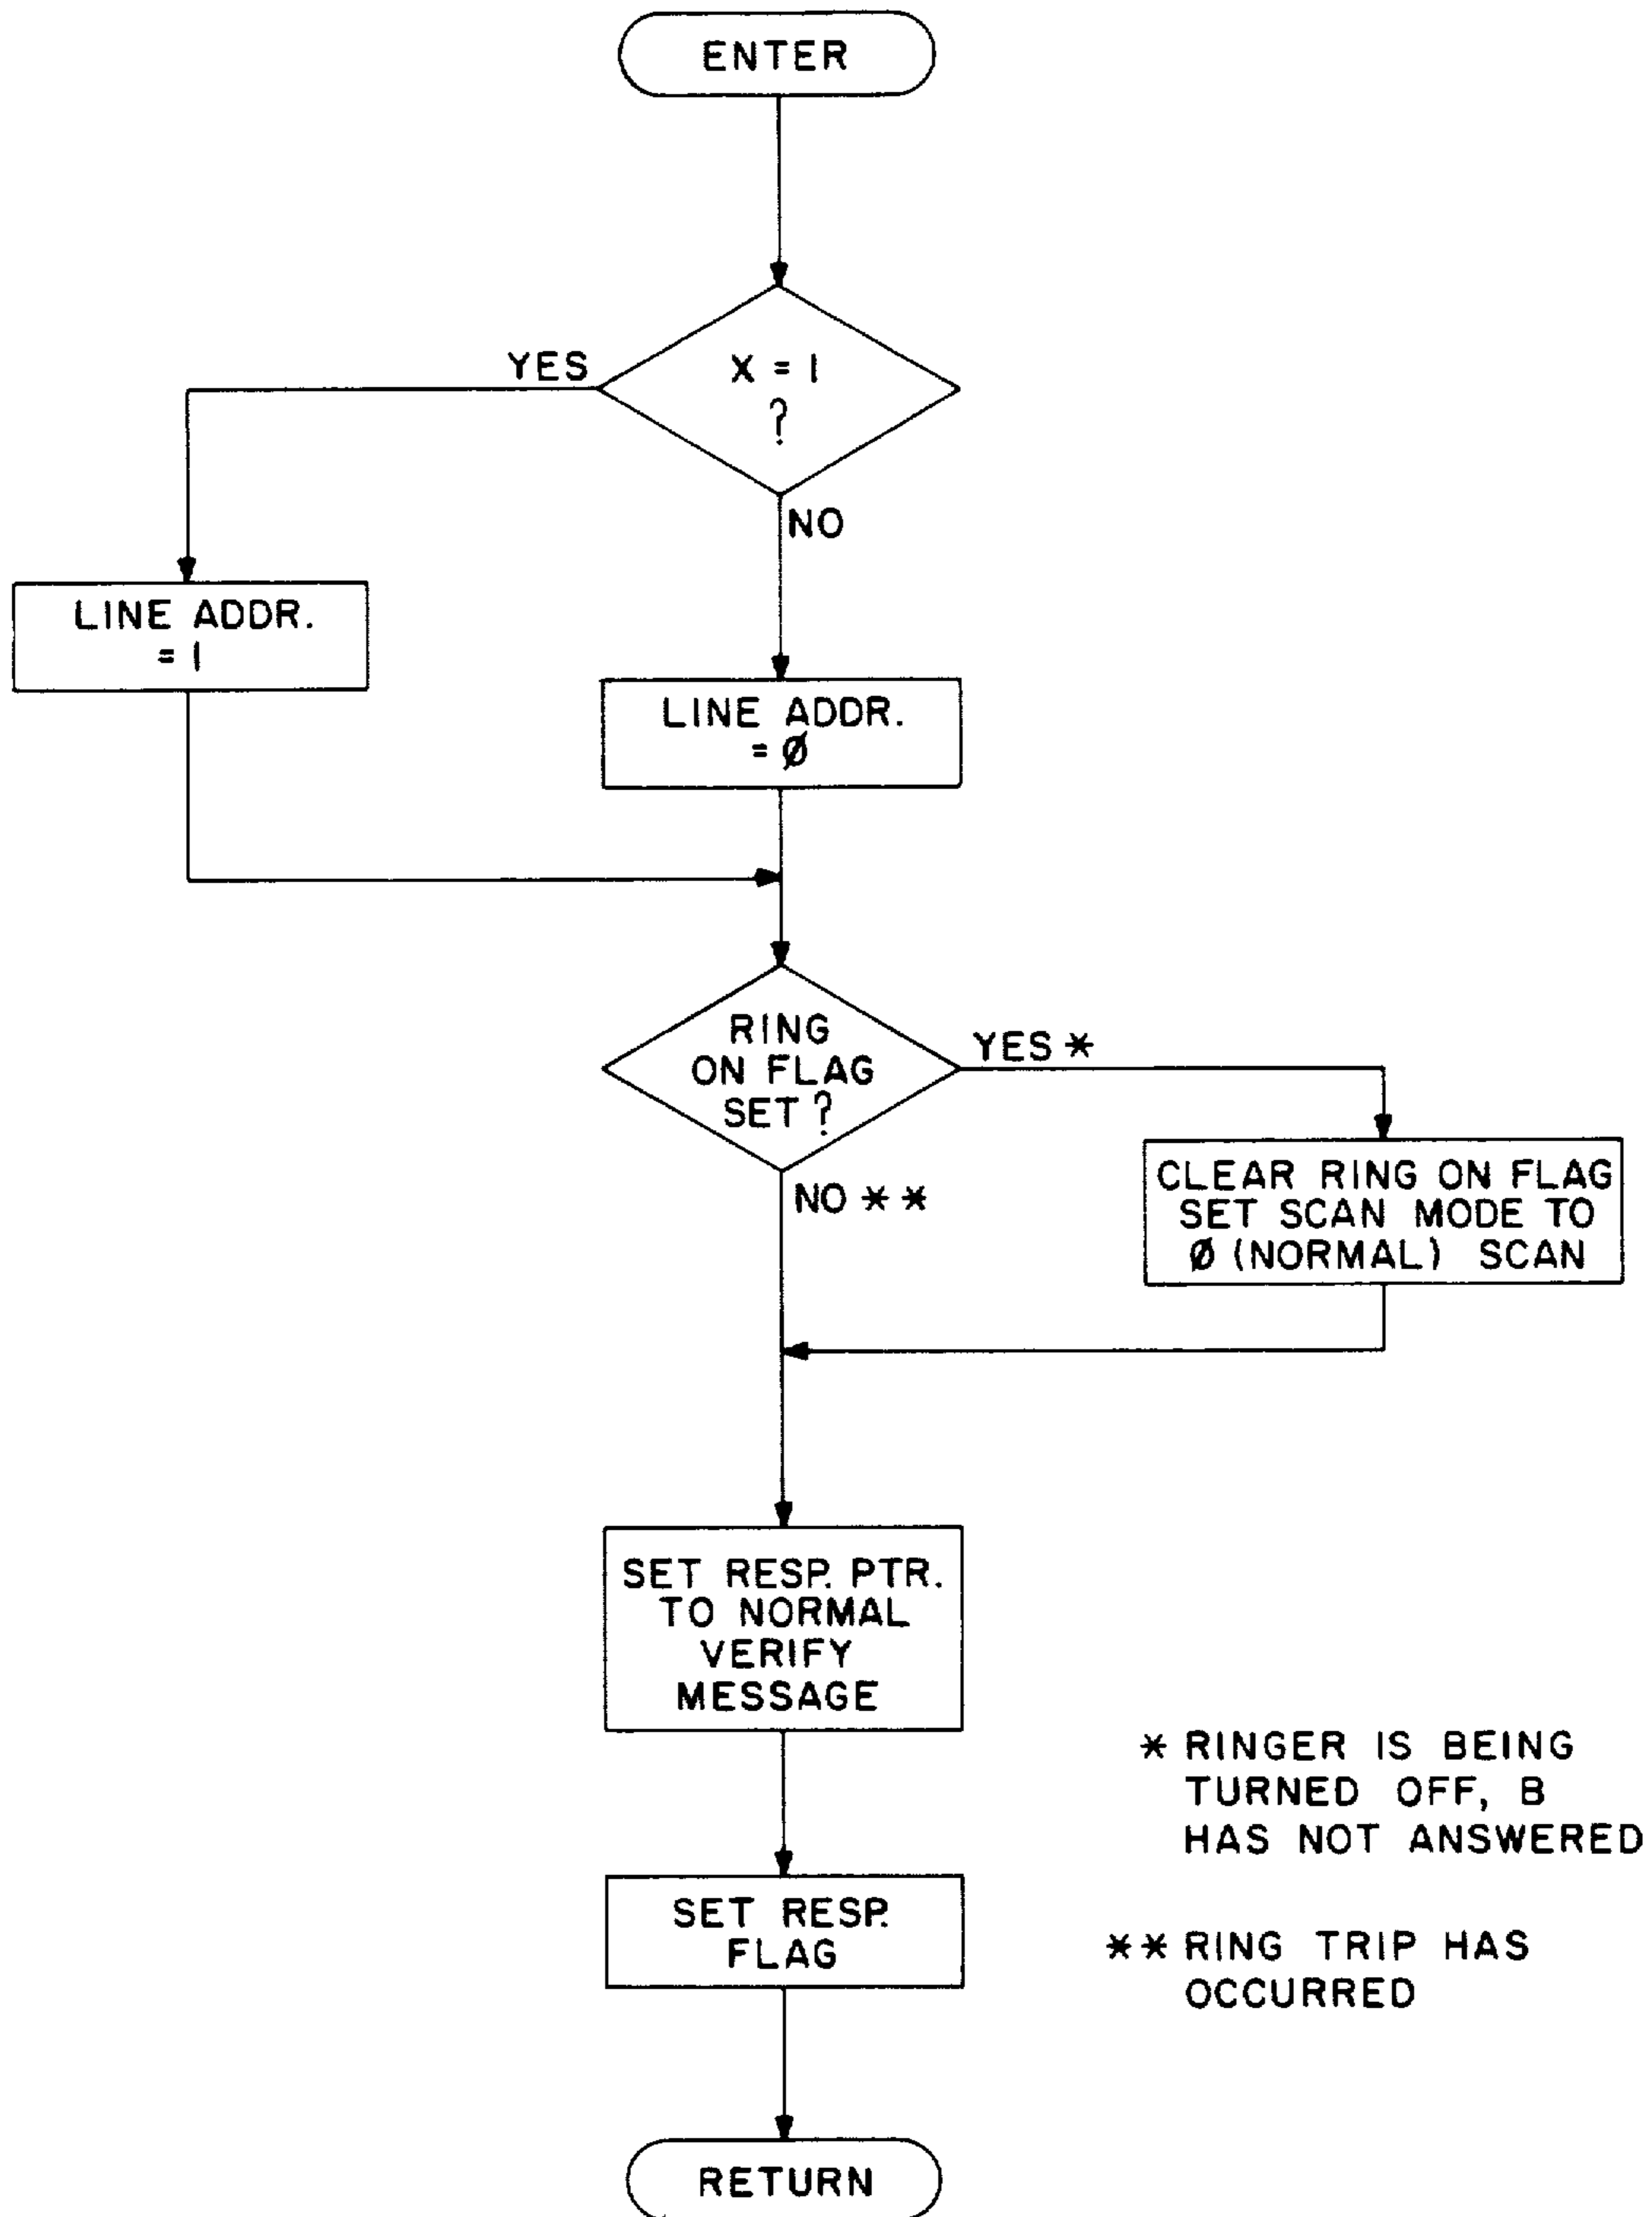 ENTER
X = 1
?
YES
NO
LINE ADDR.
= 1
LINE ADDR.
= Ø
RING
ON FLAG
SET ?
YES *
NO * *
CLEAR RING ON FLAG
SET SCAN MODE TO
Ø (NORMAL) SCAN
SET RESP. PTR.
TO NORMAL
VERIFY
MESSAGE
SET RESP.
FLAG
RETURN
* RINGER IS BEING
TURNED OFF, B
HAS NOT ANSWERED
* * RING TRIP HAS
OCCURRED